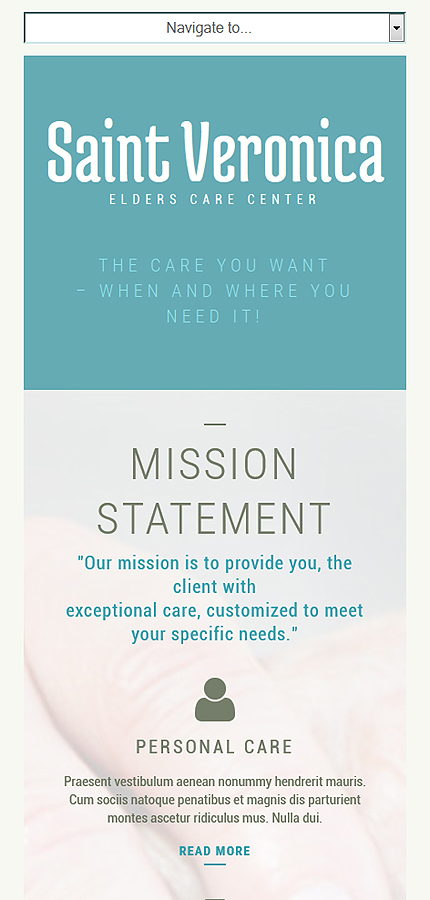 Navigate to...
Saint Veronica
ELDERS CARE CENTER
THE CARE YOU WANT
– WHEN AND WHERE YOU
NEED IT!
MISSION
STATEMENT
"Our mission is to provide you, the
client with
exceptional care, customized to meet
your specific needs."
PERSONAL CARE
Praesent vestibulum aenean nonummy hendrerit mauris.
Cum sociis natoque penatibus et magnis dis parturient
montes ascetur ridiculus mus. Nulla dui.
READ MORE